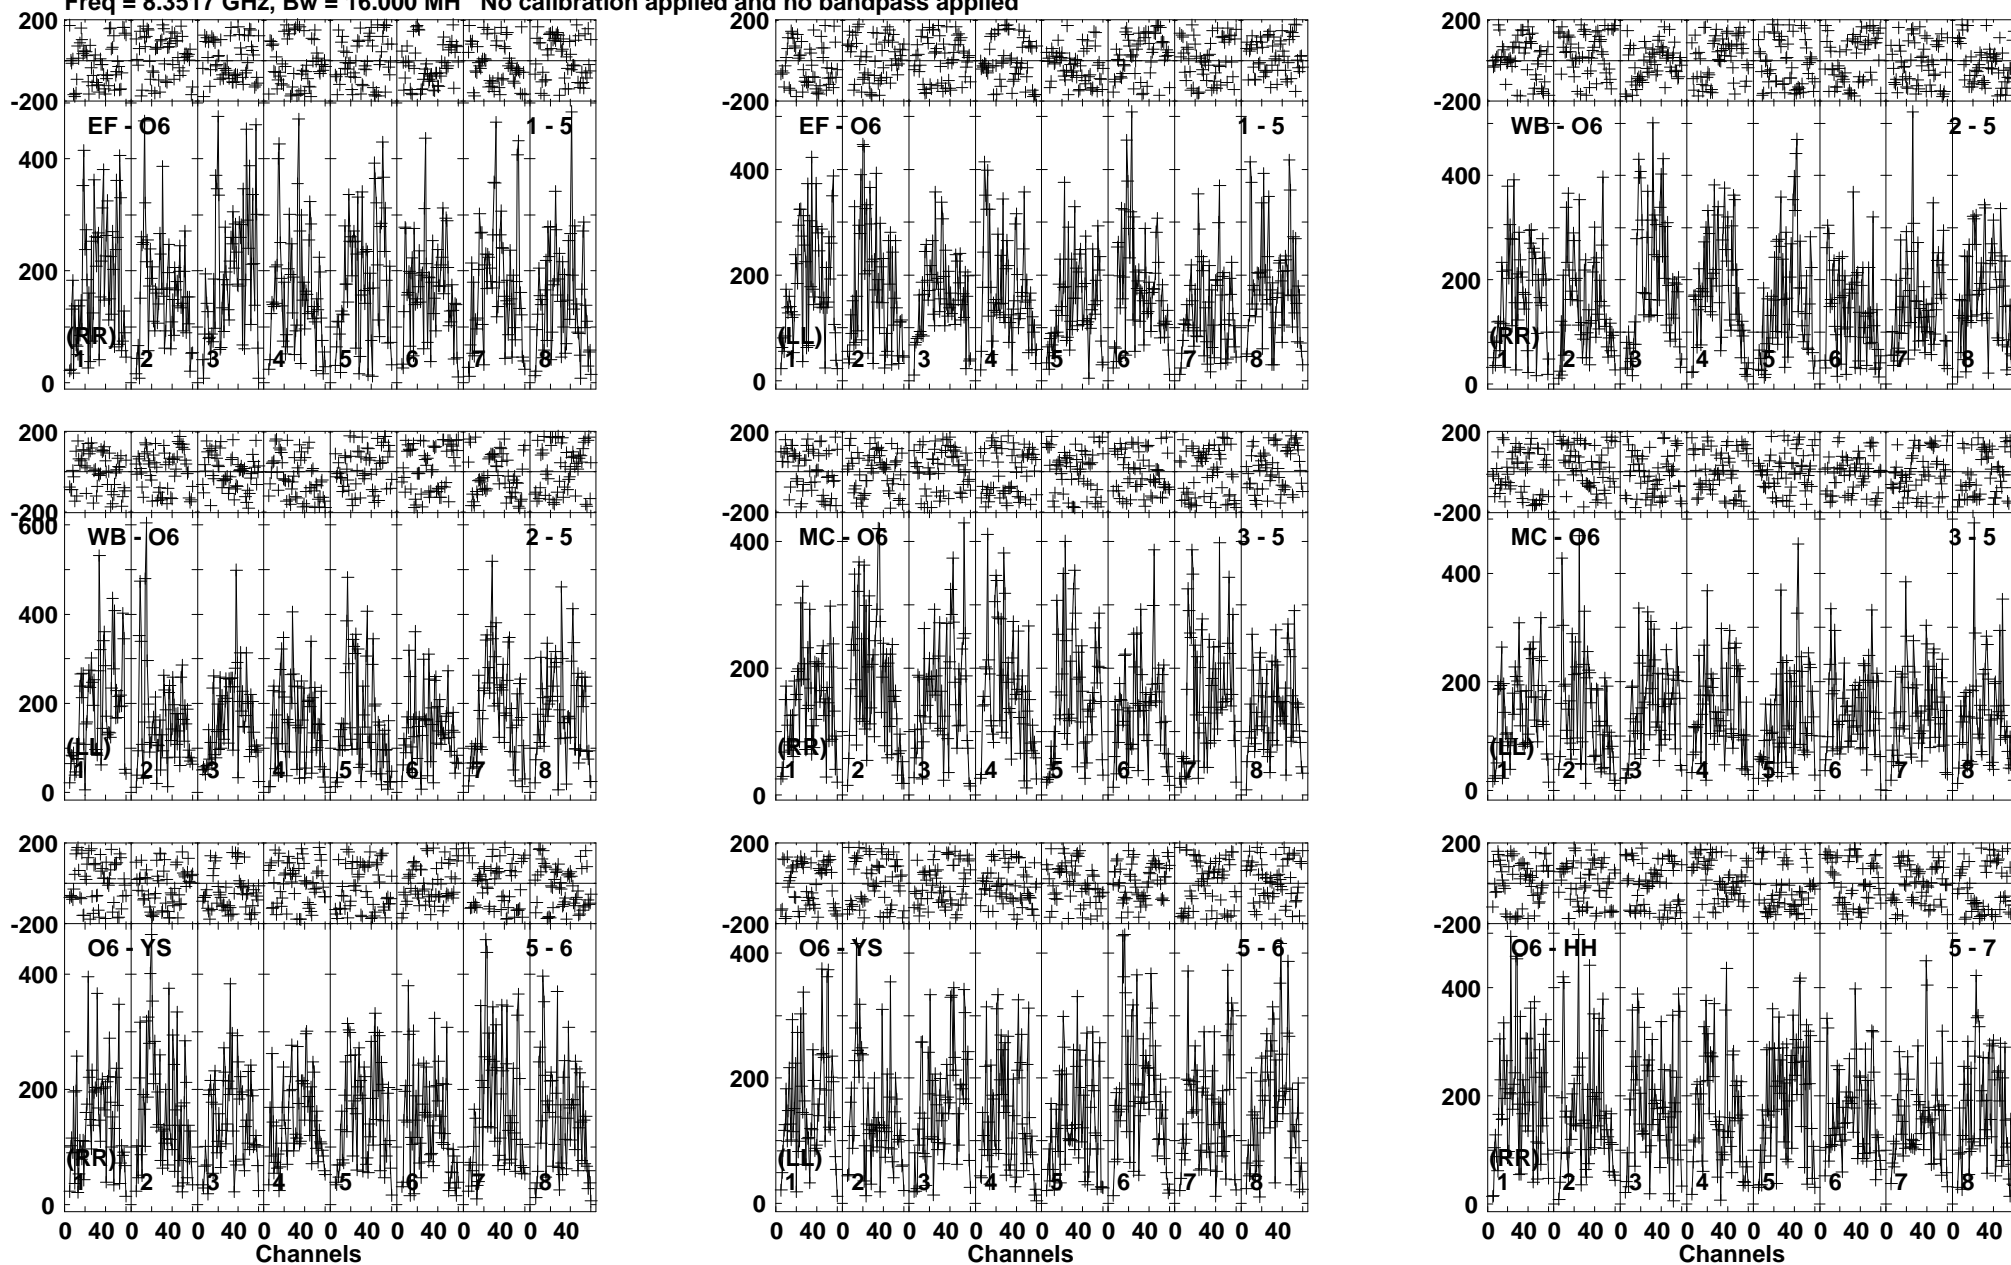 Freq = 8.3517 GHz, Bw = 16.000 MH No calibration applied and no bandpass applied
200 200 200
-200 -200 -200
EF - O6 1 - 5 EF - O6 1 - 5 WB - O6 2 - 5
400 400 400
200 200 200
(RR) (LL) (RR)
1 2 3 4 5 6 7 8 1 2 3 4 5 6 7 8 1 2 3 4 5 6 7 8
0 0 0
200 200 200
-200 -200 -200
600
WB - O6 2 - 5 MC - O6 3 - 5 MC - O6 3 - 5
400 400 400
200 200 200
(LL) (RR) (LL)
1 2 3 4 5 6 7 8 1 2 3 4 5 6 7 8 1 2 3 4 5 6 7 8
0 0 0
200 200 200
-200 -200 -200
O6 - YS 5 - 6 O6 - YS 5 - 6 O6 - HH 5 - 7
400 400 400
200 200 200
(RR) (LL) (RR)
1 2 3 4 5 6 7 8 1 2 3 4 5 6 7 8 1 2 3 4 5 6 7 8
0 0 0
0 40 0 40 0 40 0 40 0 40 0 40 0 40 0 40 0 40 0 40 0 40 0 40 0 40 0 40 0 40 0 40 0 40 0 40 0 40 0 40 0 40 0 40 0 40 0 40
Channels Channels Channels